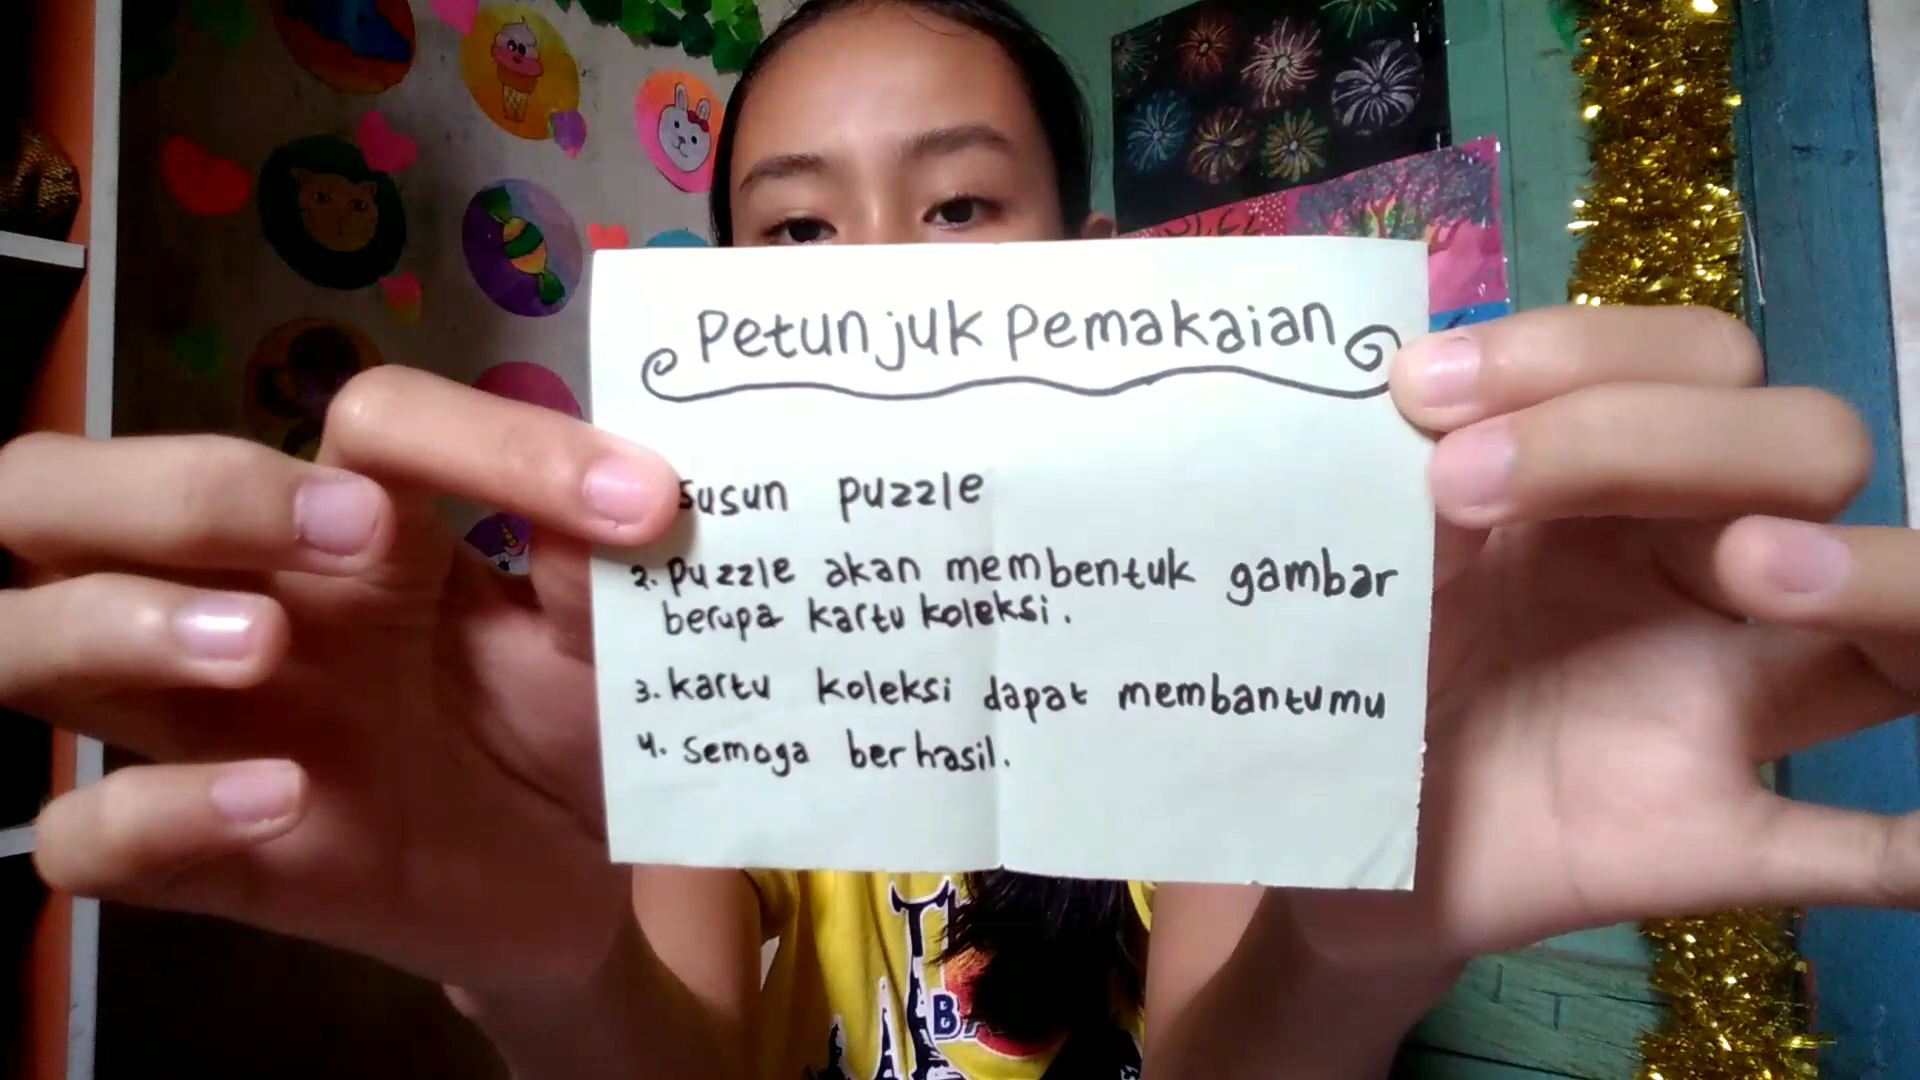 Petunjuk Pemakaian
susun puzzle
2. puzzle akan membentuk gambar
berupa kartu koleksi.
3. kartu koleksi dapat membantumu
4. semoga berhasil.